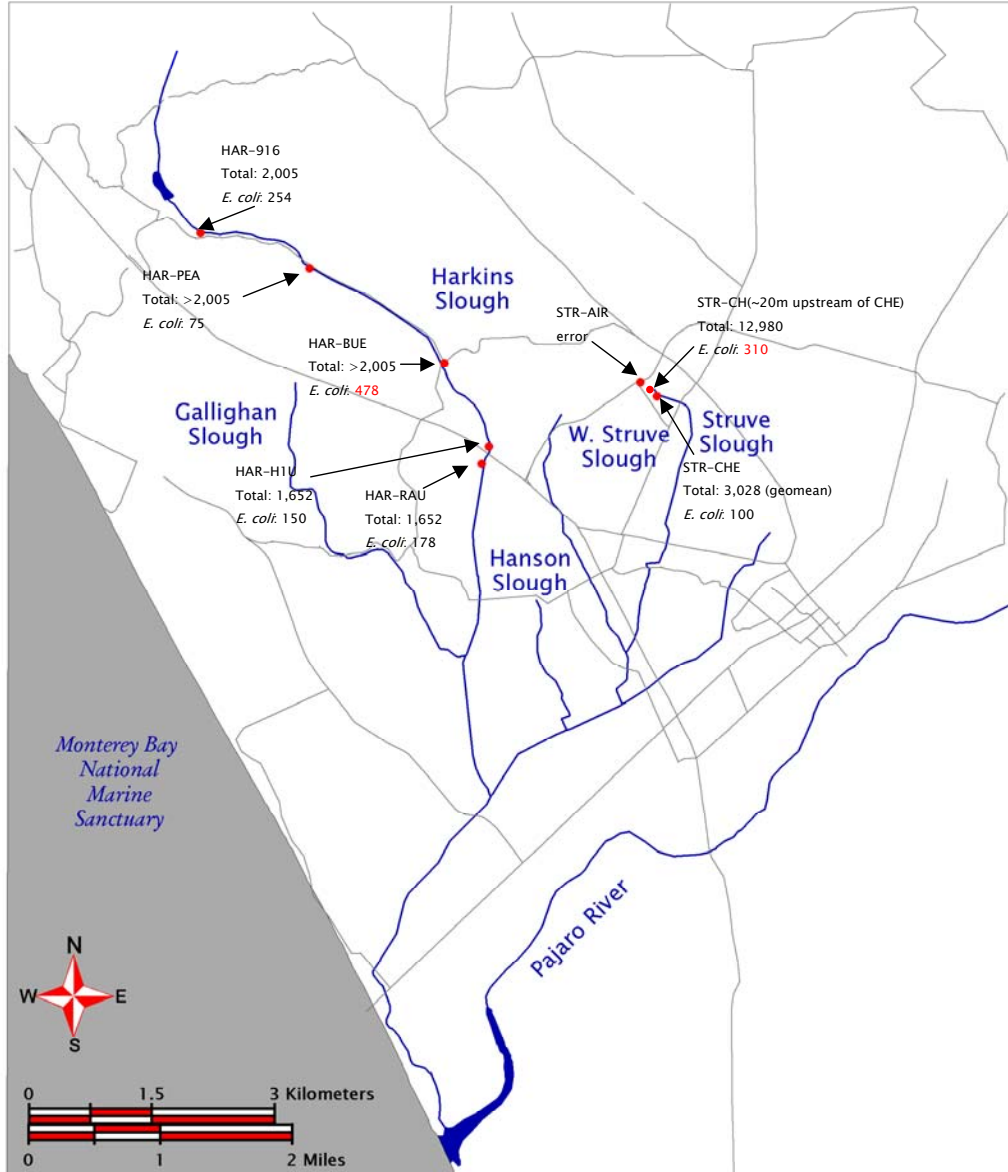 HAR-916
Total: 2,005
E. coli: 254
HAR-PEA
Total: >2,005
E. coli: 75
Harkins
Slough
STR-AIR
error
STR-CH(~20m upstream of CHE)
Total: 12,980
E. coli: 310
HAR-BUE
Total: >2,005
E. coli: 478
Gallighan
Slough
W. Struve
Slough
Struve
Slough
HAR-H1U
Total: 1,652
E. coli: 150
HAR-RAU
Total: 1,652
E. coli: 178
STR-CHE
Total: 3,028 (geomean)
E. coli: 100
Hanson
Slough
Monterey Bay
National
Marine
Sanctuary
Pajaro River
N
W E
S
0 1.5 3 Kilometers
0 1 2 Miles